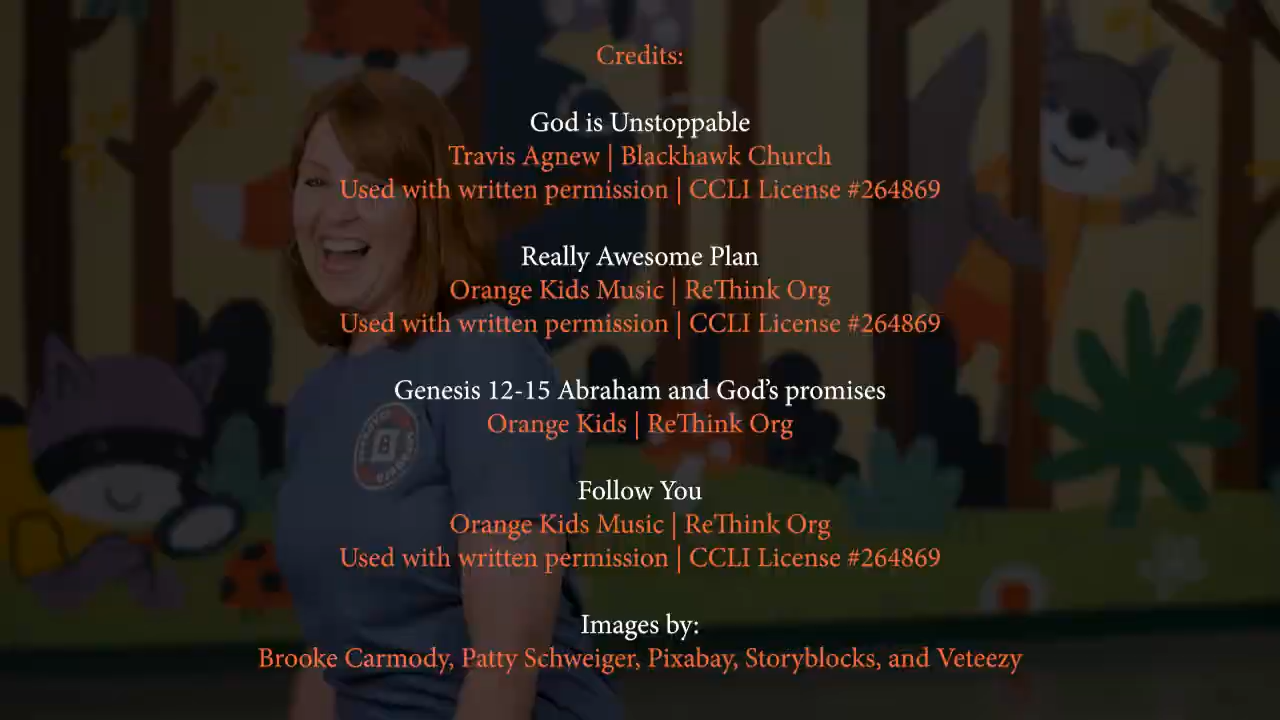 Credits:
God is Unstoppable
Travis Agnew | Blackhawk Church
Used with written permission | CCLI License #264869
Really Awesome Plan
Orange Kids Music | ReThink Org
Used with written permission | CCLI License #264869
Genesis 12-15 Abraham and God's promises
Orange Kids | ReThink Org
Follow You
Orange Kids Music | ReThink Org
Used with written permission | CCLI License #264869
Images by:
Brooke Carmody, Patty Schweiger, Pixabay, Storyblocks, and Veteezy